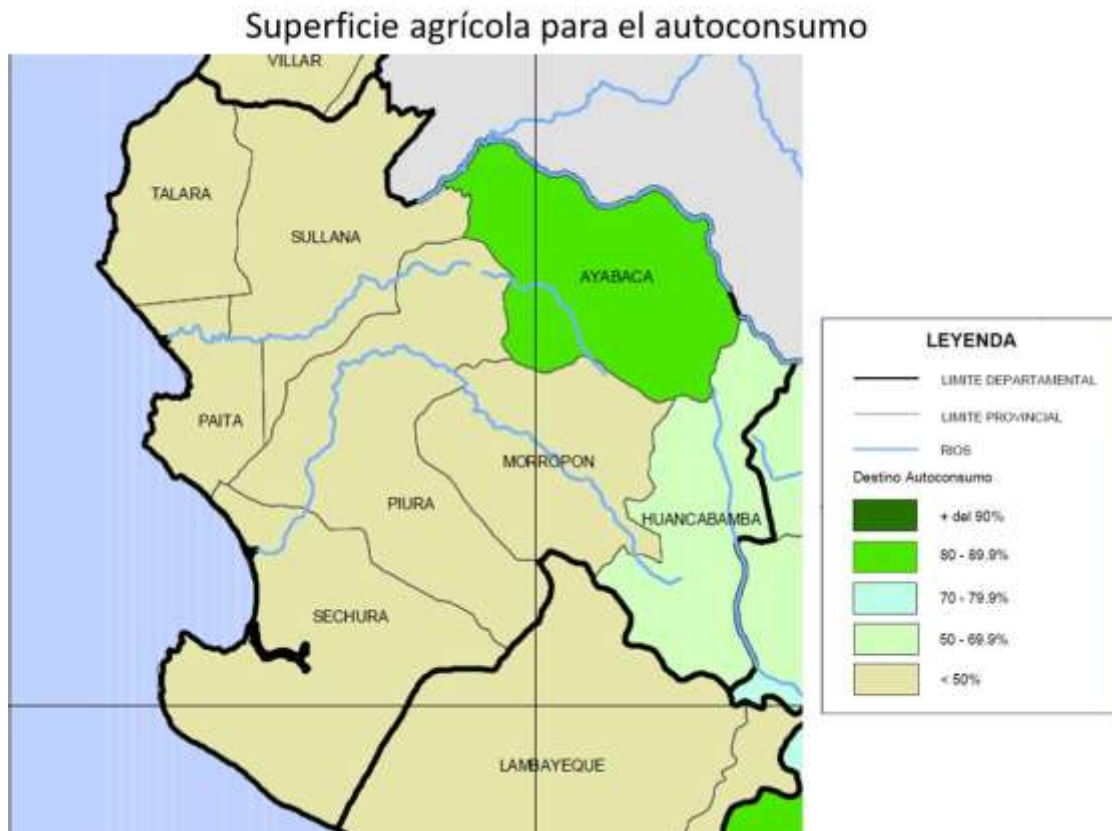 Superficie agrícola para el autoconsumo
VILLAR
TALARA
SULLANA
AYABACA
PAITA
MORROPON
PIURA
HUANCABAMBA
SECHURA
LAMBAYEQUE
LEYENDA
LIMITE DEPARTAMENTAL
LIMITE PROVINCIAL
RIOS
Destino Autoconsumo
+ del 90%
80 - 89.9%
70 - 79.9%
50 - 69.9%
< 50%